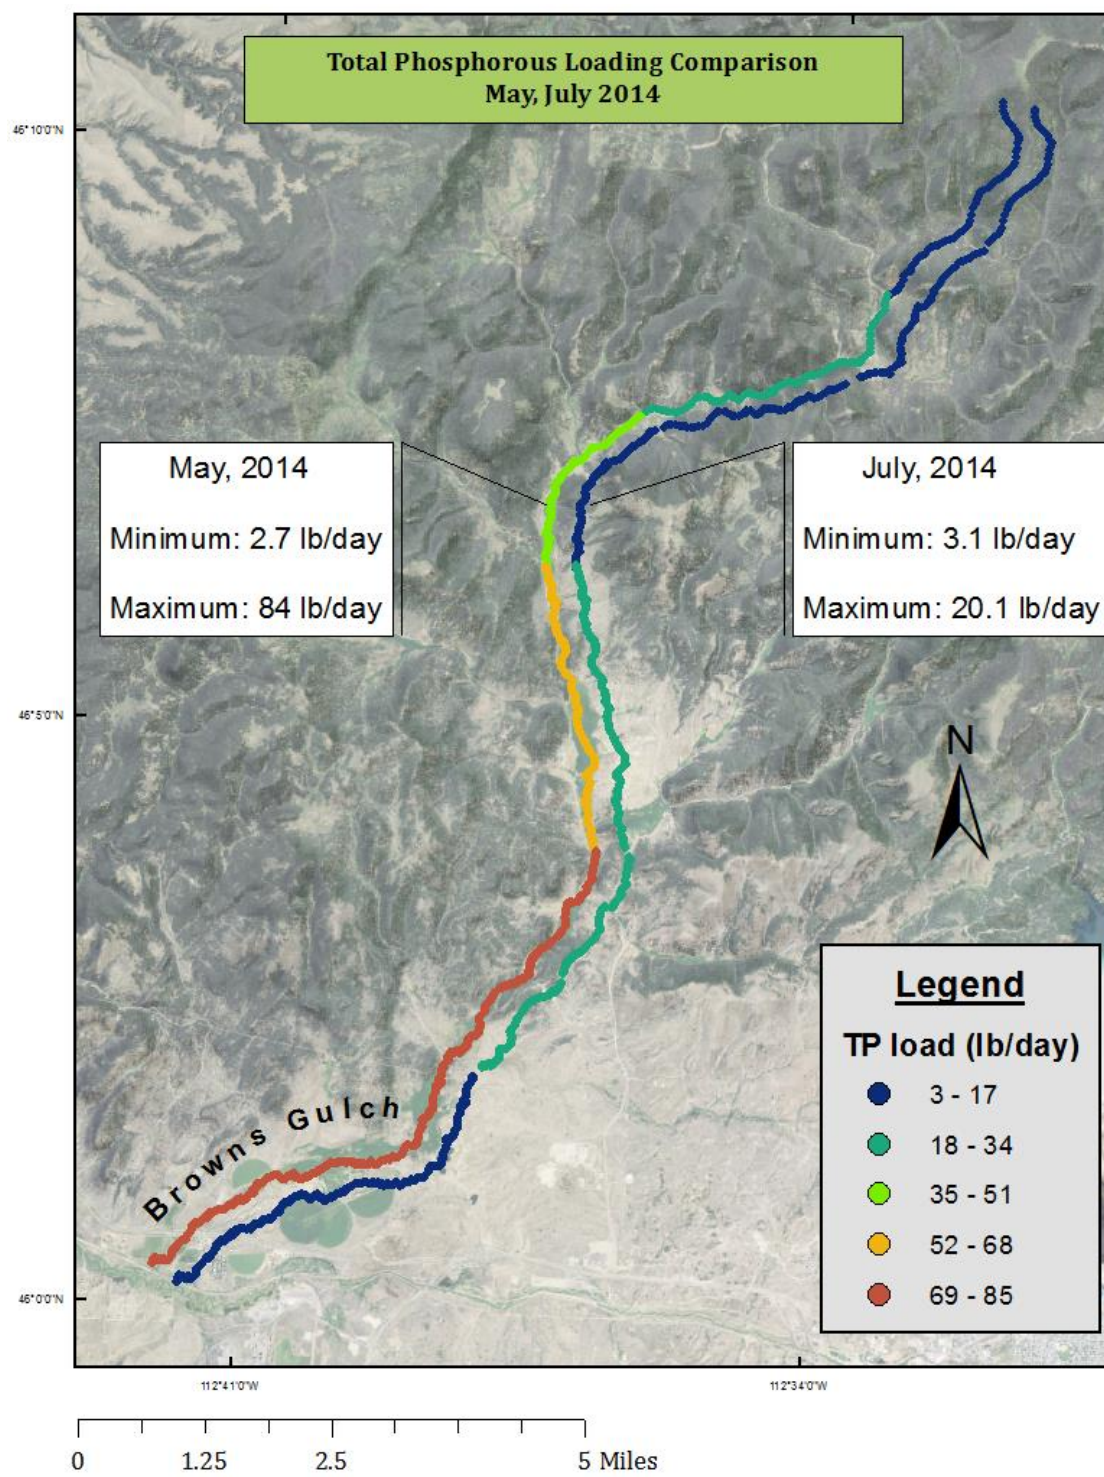 Total Phosphorous Loading Comparison
May, July 2014
46°10'0"N
May, 2014
Minimum: 2.7 lb/day
Maximum: 84 lb/day
July, 2014
Minimum: 3.1 lb/day
Maximum: 20.1 lb/day
46°5'0"N
N
Browns Gulch
Legend
TP load (lb/day)
3 - 17
18 - 34
35 - 51
52 - 68
69 - 85
46°0'0"N
112°41'0"W
112°34'0"W
0 1.25 2.5 5 Miles